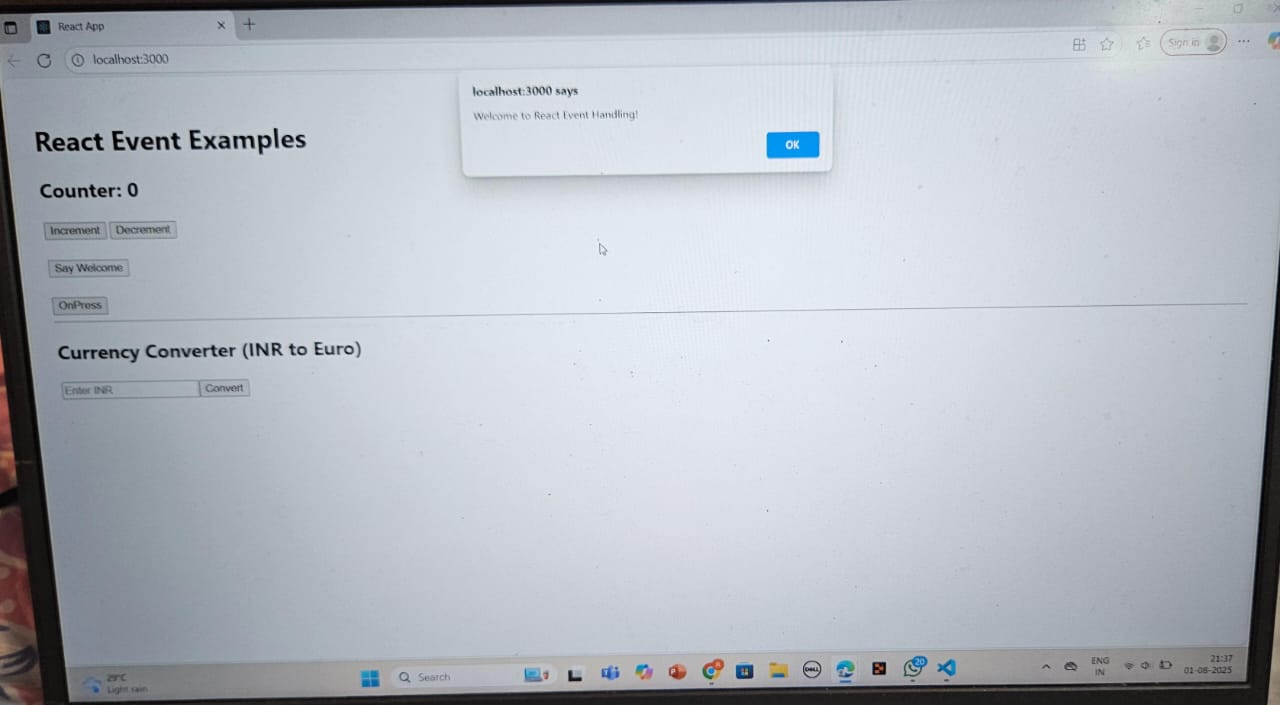 React App
localhost:3000
Sign in
localhost:3000 says
Welcome to React Event Handling!
OK
React Event Examples
Counter: 0
Increment Decrement
Say Welcome
OnPress
Currency Converter (INR to Euro)
Enter INR Convert
29°C
Light rain
Search
DELL
20
ENG
IN
21:37
01-08-2025